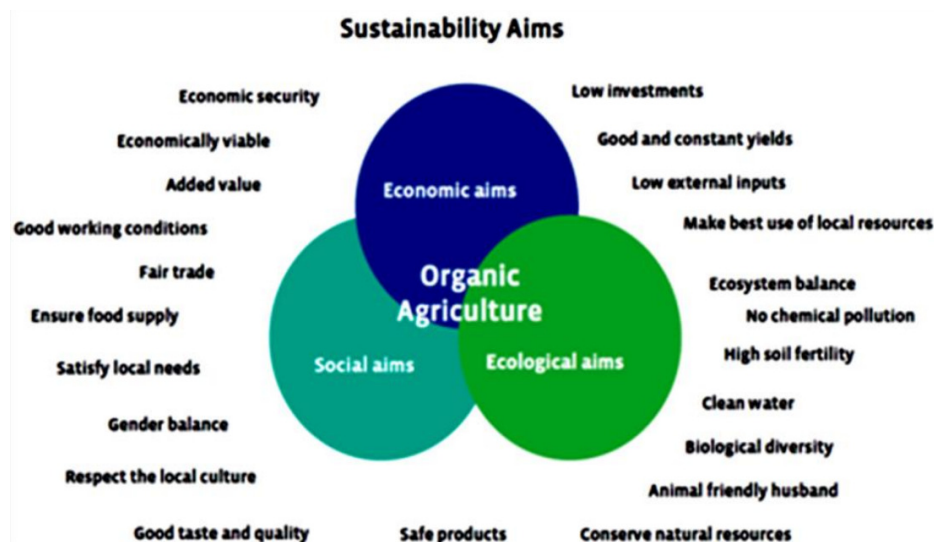 Sustainability Aims
Economic security
Economically viable
Added value
Good working conditions
Fair trade
Ensure food supply
Satisfy local needs
Gender balance
Respect the local culture
Good taste and quality
Economic aims
Organic
Agriculture
Social aims
Ecological aims
Safe products
Low investments
Good and constant yields
Low external inputs
Make best use of local resources
Ecosystem balance
No chemical pollution
High soil fertility
Clean water
Biological diversity
Animal friendly husband
Conserve natural resources